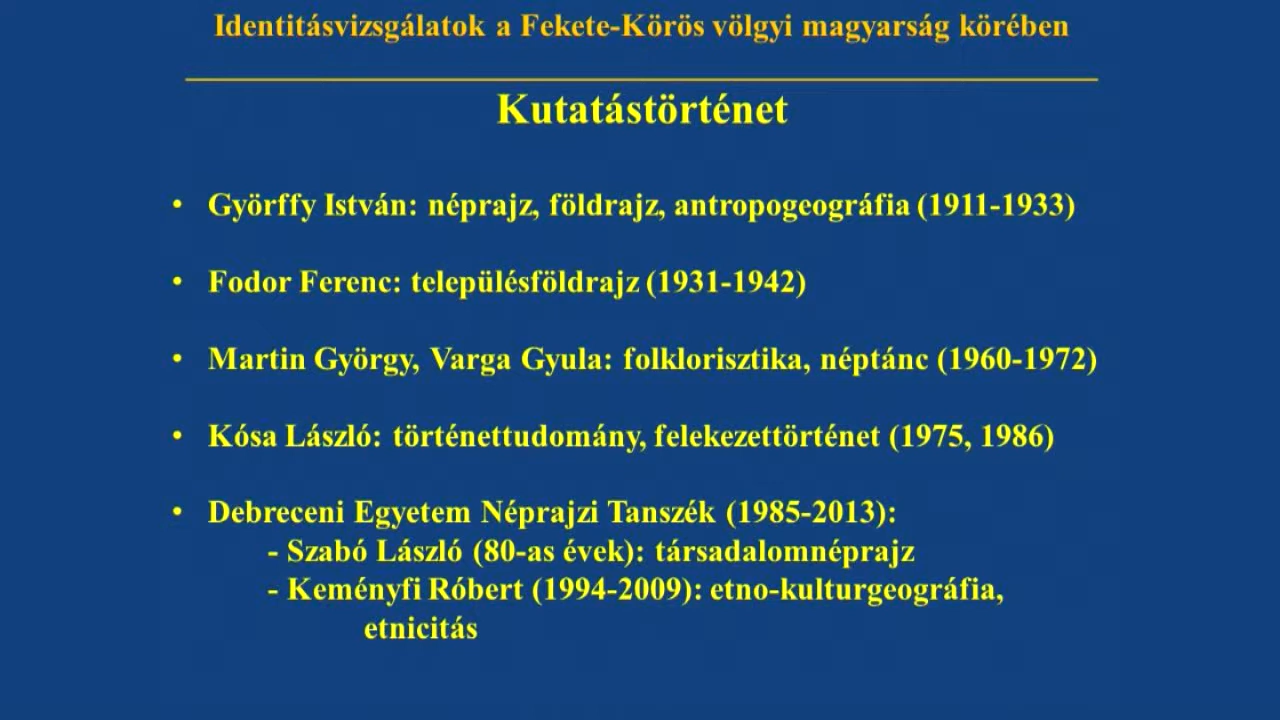 Identitásvizsgálatok a Fekete-Körös völgyi magyarság körében
Kutatástörténet
• Györffy István: néprajz, földrajz, antropogeográfia (1911-1933)
• Fodor Ferenc: településföldrajz (1931-1942)
• Martin György, Varga Gyula: folklorisztika, néptánc (1960-1972)
• Kósa László: történettudomány, felekezettörténet (1975, 1986)
• Debreceni Egyetem Néprajzi Tanszék (1985-2013):
- Szabó László (80-as évek): társadalomnéprajz
- Keményfi Róbert (1994-2009): etno-kulturgeográfia,
etnicitás